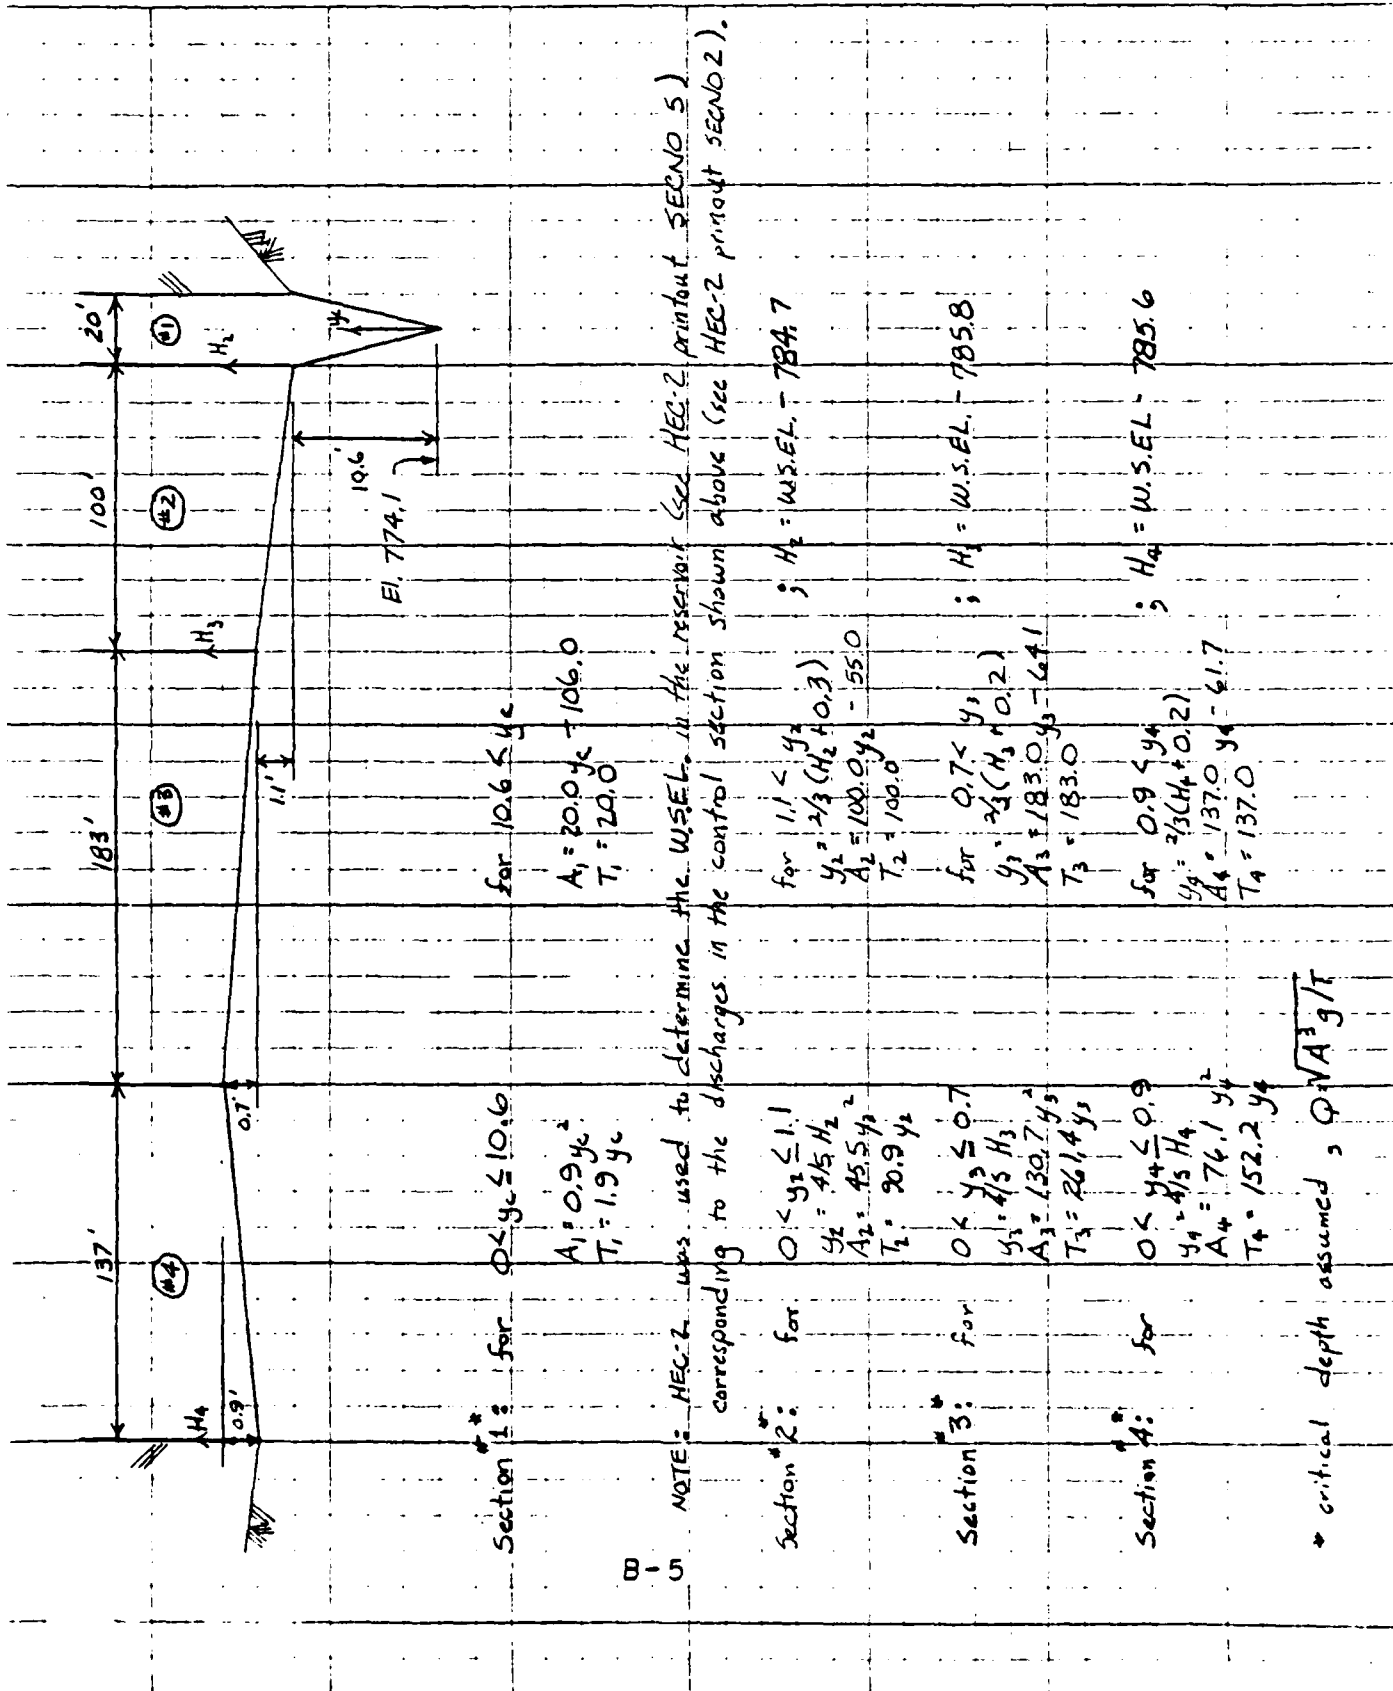 137'
183'
100'
20'
#4
#3
#2
#1
H4
0.9'
0.7'
H3
1.1'
H2
y
10.6'
El. 774.1
Section #1*: for 0 < yc ≤ 10.6 for 10.6 < yc
A1 = 0.9 yc² A1 = 20.0 yc - 106.0
T1 = 1.9 yc T1 = 20.0
NOTE: HEC-2 was used to determine the W.S.EL. in the reservoir (see HEC-2 printout SECNO 5)
corresponding to the discharges in the control section shown above (see HEC-2 printout SECNO 2).
Section #2*: for 0 < y2 ≤ 1.1 for 1.1 < y2
y2 = 4/5 H2 y2 = 2/3 (H2 + 0.3) ; H2 = W.S.EL. - 784.7
A2 = 45.5 y2² A2 = 100.0 y2 - 55.0
T2 = 90.9 y2 T2 = 100.0
Section #3*: for 0 < y3 ≤ 0.7 for 0.7 < y3
y3 = 4/5 H3 y3 = 2/3 (H3 + 0.2) ; H3 = W.S.EL. - 785.8
A3 = 130.7 y3² A3 = 183.0 y3 - 64.1
T3 = 261.4 y3 T3 = 183.0
Section #4*: for 0 < y4 ≤ 0.9 for 0.9 < y4
y4 = 4/5 H4 y4 = 2/3 (H4 + 0.2) ; H4 = W.S.EL - 785.6
A4 = 76.1 y4² A4 = 137.0 y4 - 61.7
T4 = 152.2 y4 T4 = 137.0
* critical depth assumed , Q = √A³ g/T
B-5